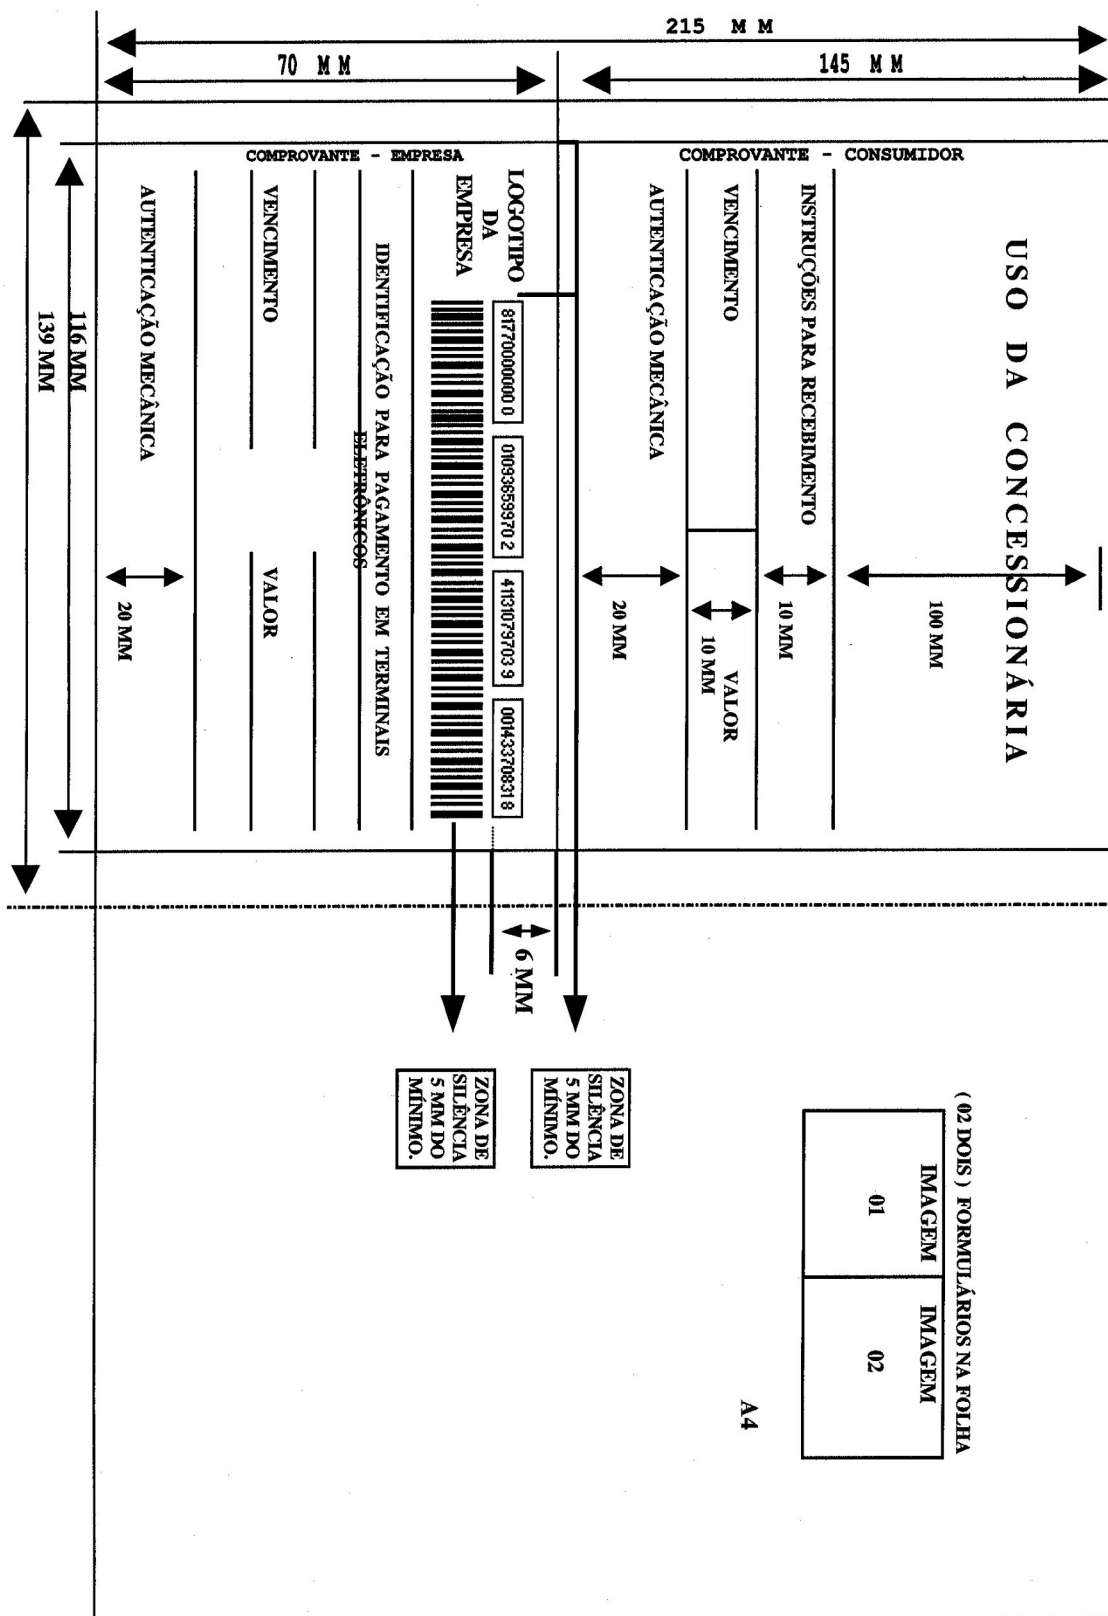 215 M M
70 M M
145 M M
COMPROVANTE - EMPRESA
COMPROVANTE - CONSUMIDOR
USO DA CONCESSIONÁRIA
100 MM
INSTRUÇÕES PARA RECEBIMENTO
10 MM
VENCIMENTO
VALOR
10 MM
AUTENTICAÇÃO MECÂNICA
20 MM
LOGOTIPO
DA
EMPRESA
81770000000 0
01093659970 2
41131079703 9
00143370831 8
IDENTIFICAÇÃO PARA PAGAMENTO EM TERMINAIS
ELETRÔNICOS
VENCIMENTO
VALOR
AUTENTICAÇÃO MECÂNICA
20 MM
116 MM
139 MM
6 MM
ZONA DE
SILÊNCIA
5 MM DO
MÍNIMO.
ZONA DE
SILÊNCIA
5 MM DO
MÍNIMO.
( 02 DOIS ) FORMULÁRIOS NA FOLHA
IMAGEM
01
IMAGEM
02
A4